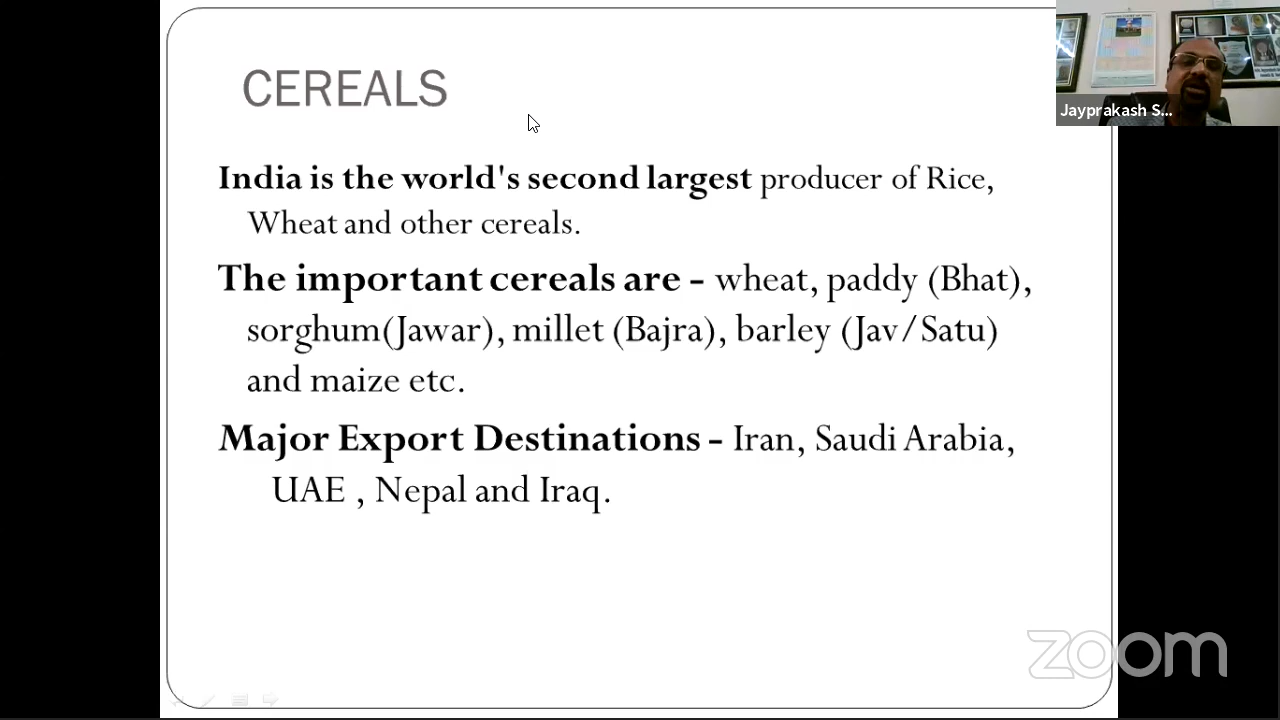 CEREALS
India is the world's second largest producer of Rice,
Wheat and other cereals.
The important cereals are - wheat, paddy (Bhat),
sorghum(Jawar), millet (Bajra), barley (Jav/Satu)
and maize etc.
Major Export Destinations - Iran, Saudi Arabia,
UAE , Nepal and Iraq.
Jayprakash S...
zoom